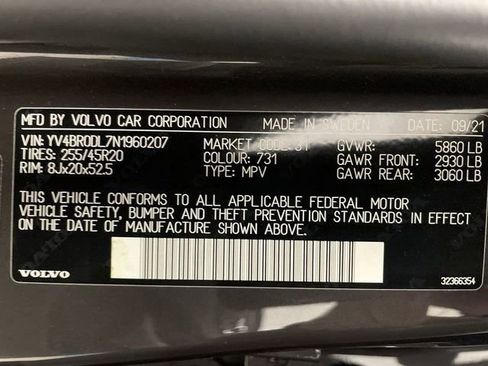 MFD BY VOLVO CAR CORPORATION MADE IN SWEDEN DATE: 09/21
VIN: YV4BR0DL7N1960207 MARKET CODE: 31 GVWR: 5860 LB
TIRES: 255/45R20 COLOUR: 731 GAWR FRONT: 2930 LB
RIM: 8Jx20x52.5 TYPE: MPV GAWR REAR: 3060 LB
THIS VEHICLE CONFORMS TO ALL APPLICABLE FEDERAL MOTOR
VEHICLE SAFETY, BUMPER AND THEFT PREVENTION STANDARDS IN EFFECT
ON THE DATE OF MANUFACTURE SHOWN ABOVE.
VOLVO 32366354